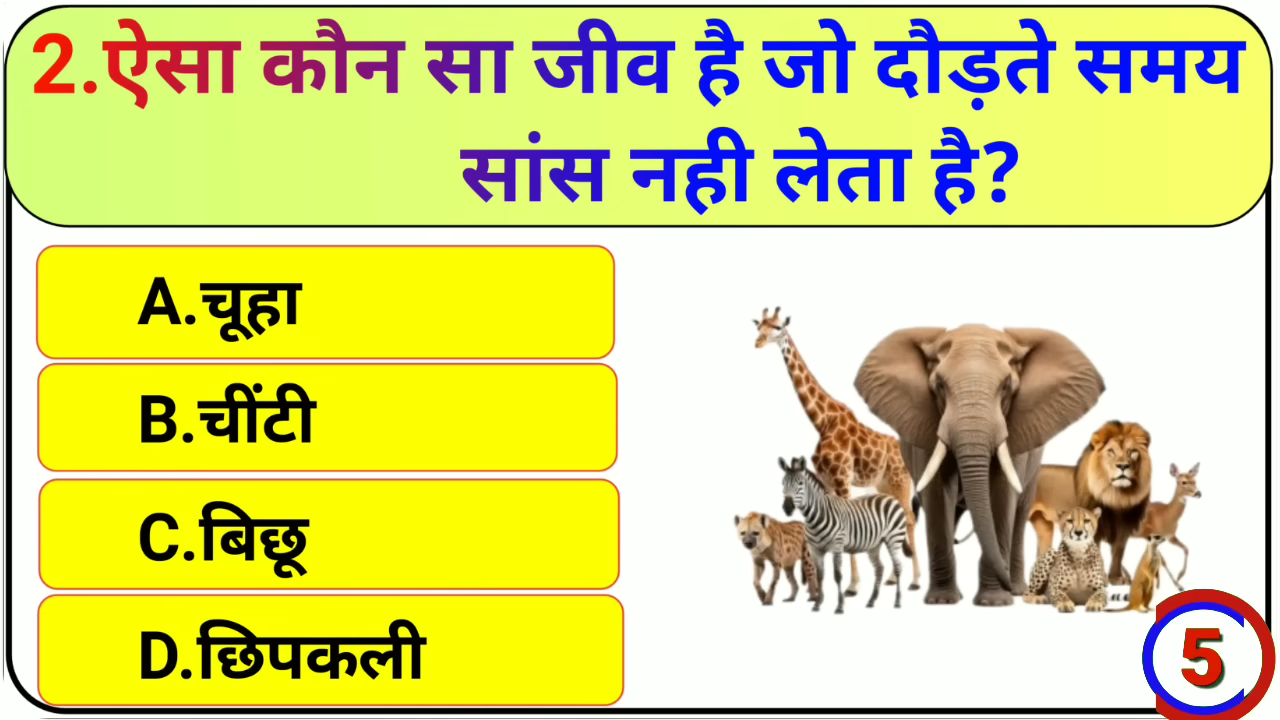 2.ऐसा कौन सा जीव है जो दौड़ते समय
सांस नही लेता है?
A.चूहा
B.चींटी
C.बिछू
D.छिपकली
5